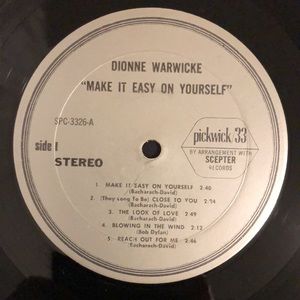 DIONNE WARWICKE
"MAKE IT EASY ON YOURSELF"
SPC-3326-A
side 1
STEREO
pickwick/33
BY ARRANGEMENT WITH
SCEPTER
RECORDS
1 MAKE IT EASY ON YOURSELF 2:40
(Bacharach-David)
2 (They Long To Be) CLOSE TO YOU 2:24
(Bacharach-David)
3 THE LOOK OF LOVE 2:49
(Bacharach-David)
4 BLOWING IN THE WIND 2:46
(Bob Dylan)
5 REACH OUT FOR ME 2:46
(Bacharach-David)